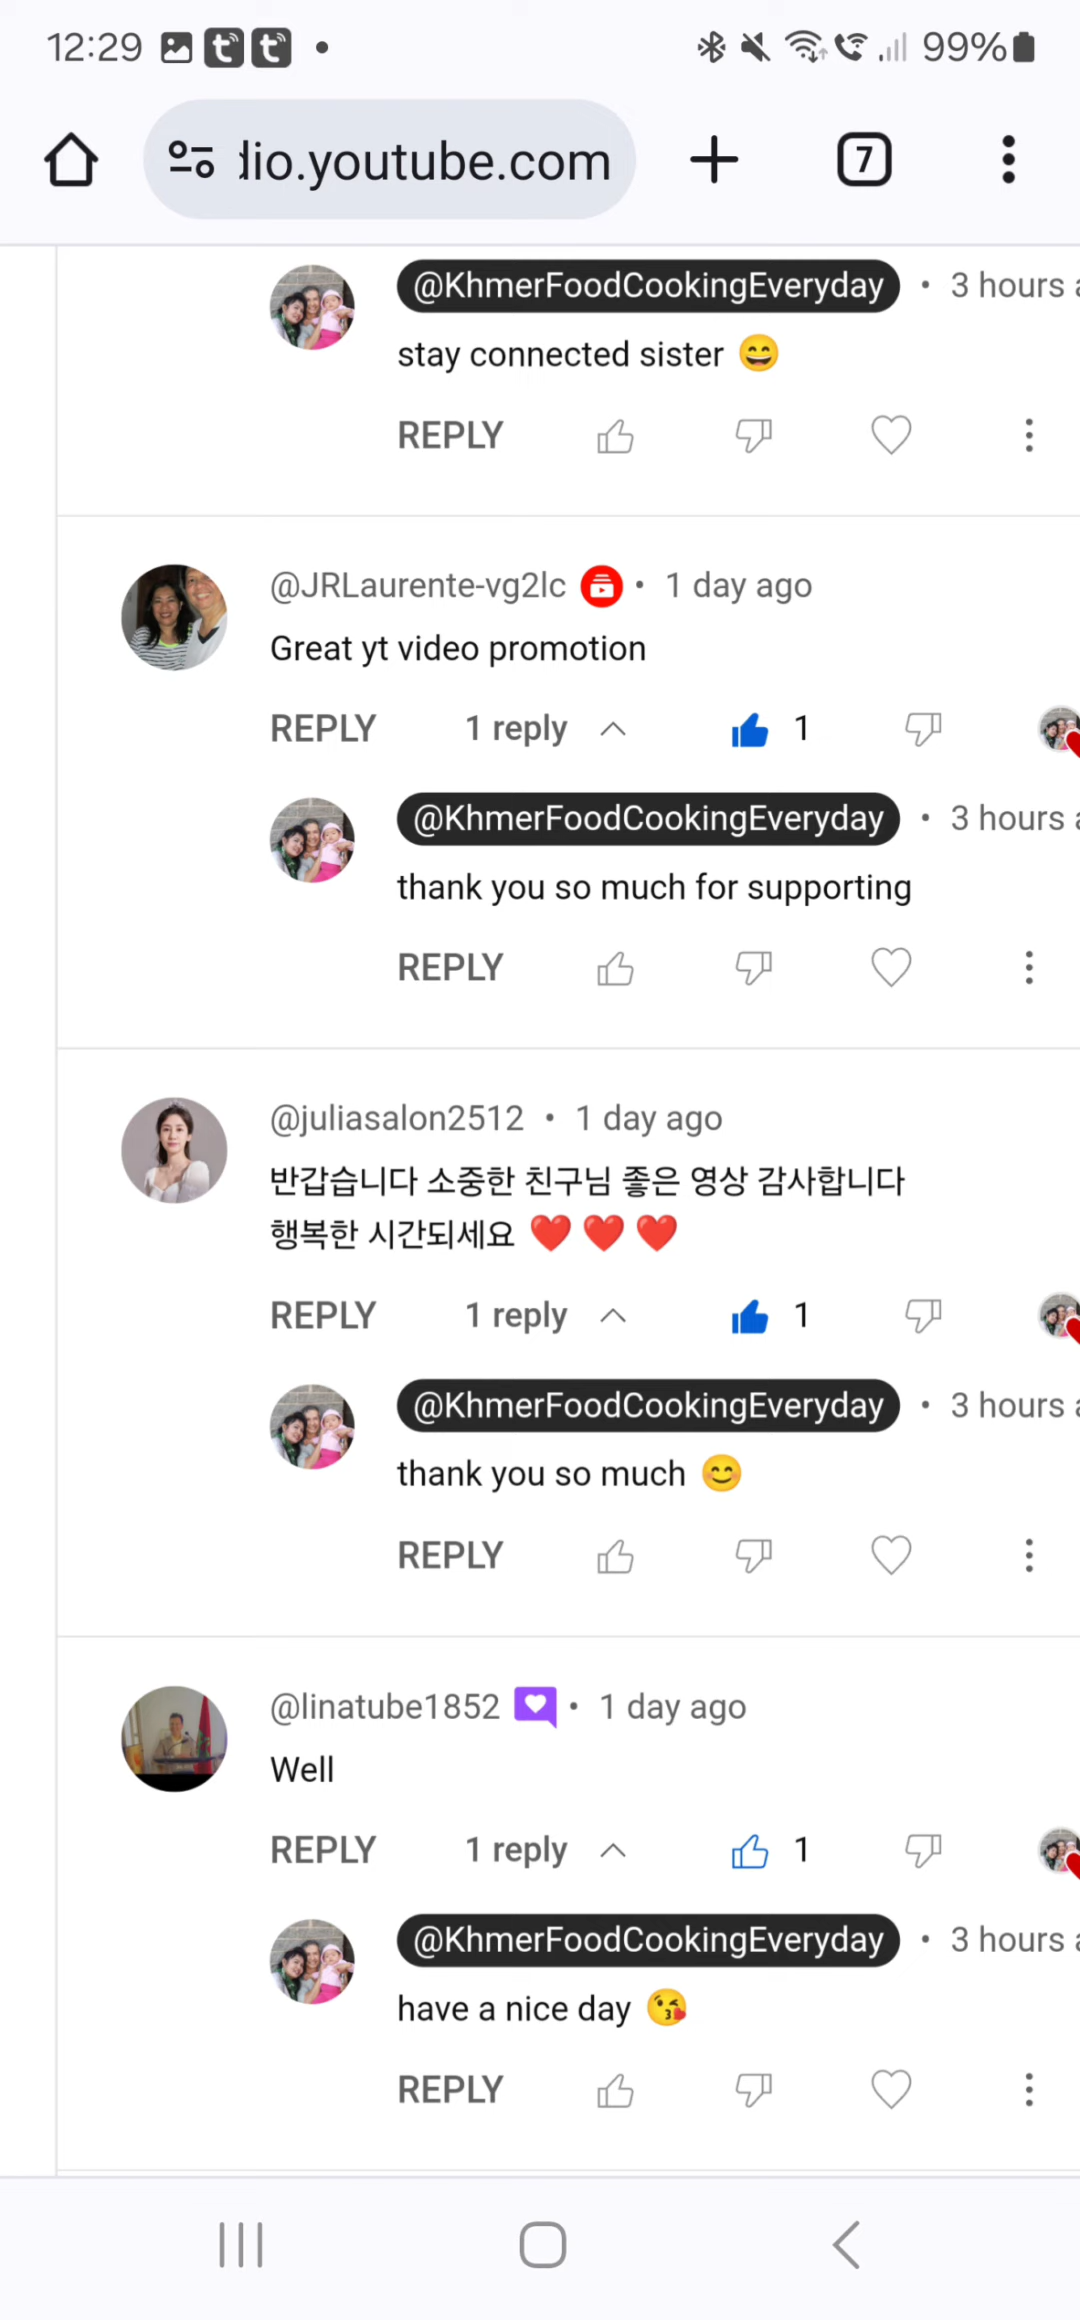 12:29 99%
dio.youtube.com 7
@KhmerFoodCookingEveryday • 3 hours
stay connected sister 😄
REPLY
@JRLaurente-vg2lc • 1 day ago
Great yt video promotion
REPLY 1 reply 1
@KhmerFoodCookingEveryday • 3 hours
thank you so much for supporting
REPLY
@juliasalon2512 • 1 day ago
반갑습니다 소중한 친구님 좋은 영상 감사합니다
행복한 시간되세요 ❤️ ❤️ ❤️
REPLY 1 reply 1
@KhmerFoodCookingEveryday • 3 hours
thank you so much 😊
REPLY
@linatube1852 • 1 day ago
Well
REPLY 1 reply 1
@KhmerFoodCookingEveryday • 3 hours
have a nice day 😘
REPLY